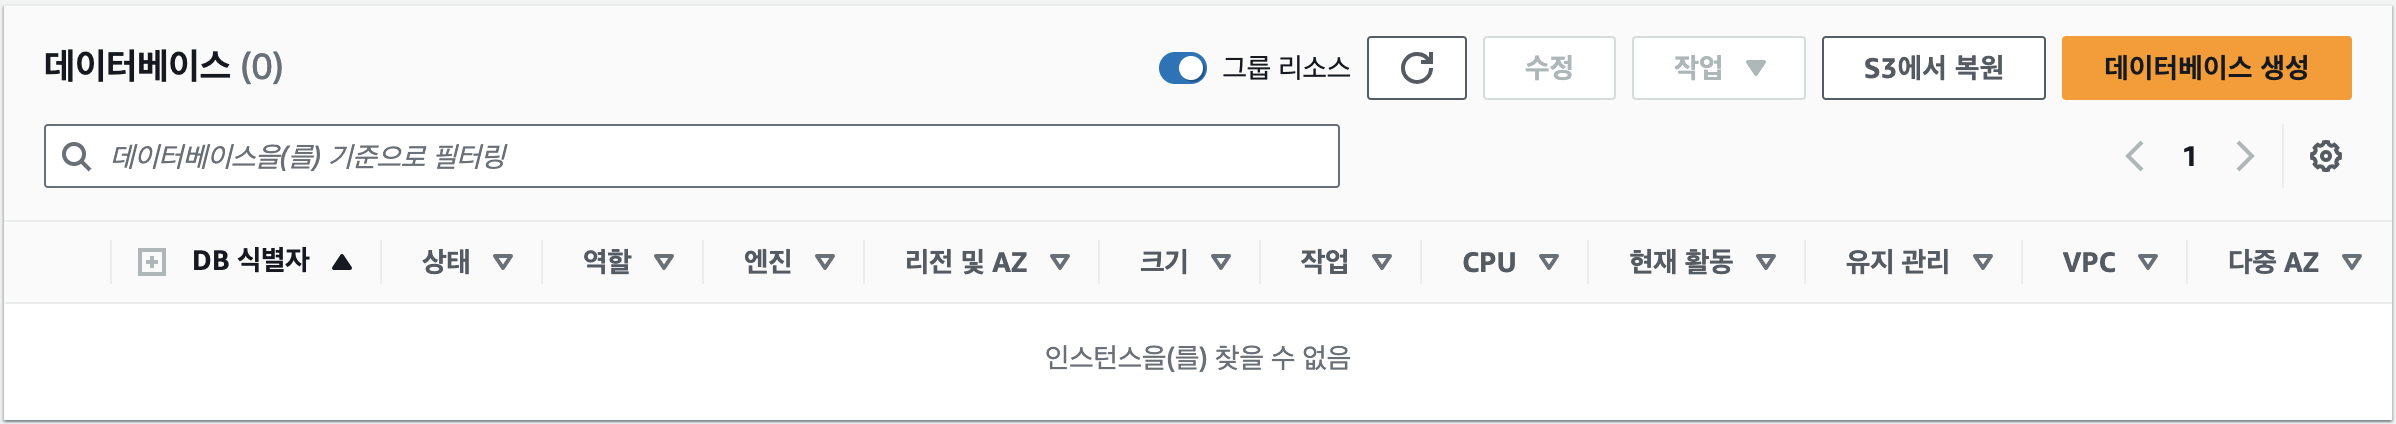 데이터베이스 (0) 그룹 리소스 수정 작업 S3에서 복원 데이터베이스 생성
데이터베이스을(를) 기준으로 필터링 1
DB 식별자 상태 역할 엔진 리전 및 AZ 크기 작업 CPU 현재 활동 유지 관리 VPC 다중 AZ
인스턴스을(를) 찾을 수 없음